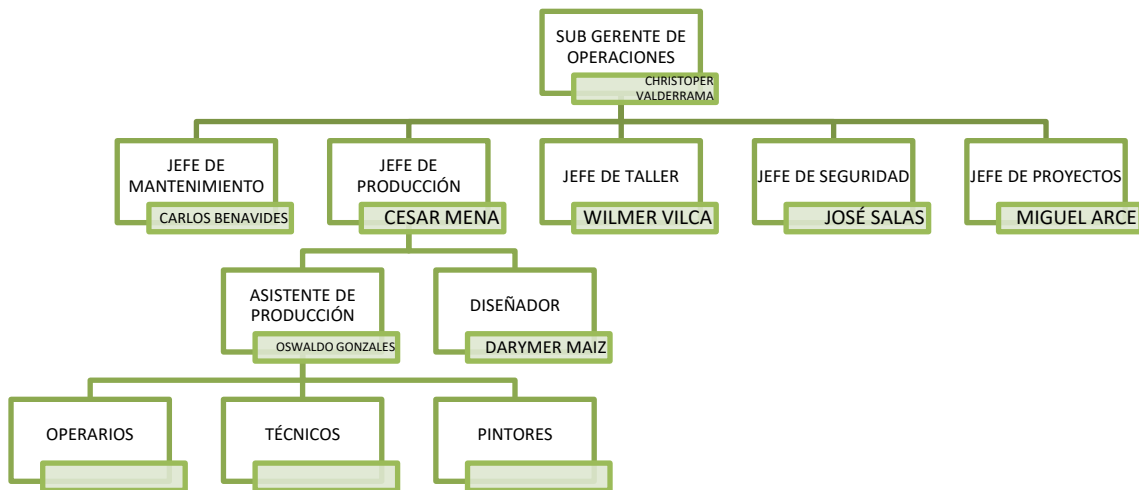 SUB GERENTE DE
OPERACIONES
CHRISTOPER
VALDERRAMA
JEFE DE
MANTENIMIENTO
CARLOS BENAVIDES
JEFE DE
PRODUCCIÓN
CESAR MENA
JEFE DE TALLER
WILMER VILCA
JEFE DE SEGURIDAD
JOSÉ SALAS
JEFE DE PROYECTOS
MIGUEL ARCE
ASISTENTE DE
PRODUCCIÓN
OSWALDO GONZALES
DISEÑADOR
DARYMER MAIZ
OPERARIOS
TÉCNICOS
PINTORES